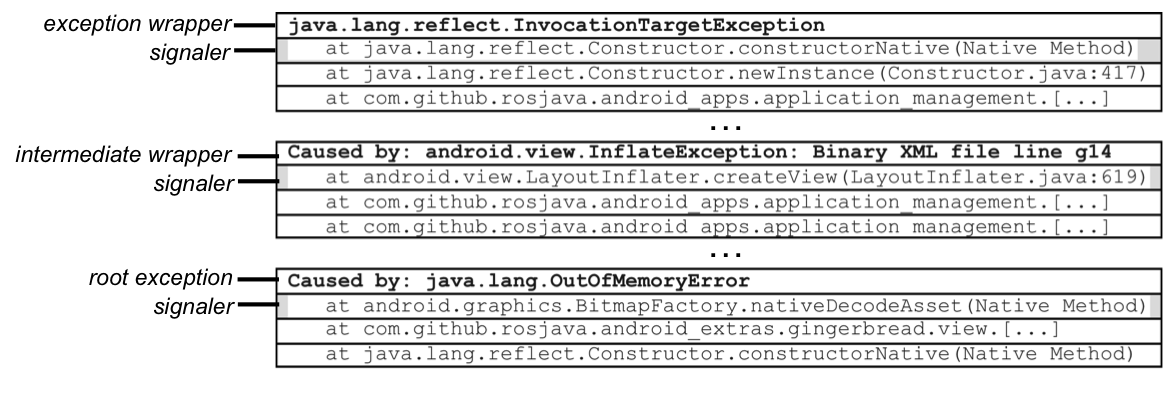 exception wrapper java.lang.reflect.InvocationTargetException
signaler at java.lang.reflect.Constructor.constructorNative(Native Method)
at java.lang.reflect.Constructor.newInstance(Constructor.java:417)
at com.github.rosjava.android_apps.application_management.[...]
...
intermediate wrapper Caused by: android.view.InflateException: Binary XML file line g14
signaler at android.view.LayoutInflater.createView(LayoutInflater.java:619)
at com.github.rosjava.android_apps.application_management.[...]
at com.github.rosjava.android_apps.application_management.[...]
...
root exception Caused by: java.lang.OutOfMemoryError
signaler at android.graphics.BitmapFactory.nativeDecodeAsset(Native Method)
at com.github.rosjava.android_extras.gingerbread.view.[...]
at java.lang.reflect.Constructor.constructorNative(Native Method)